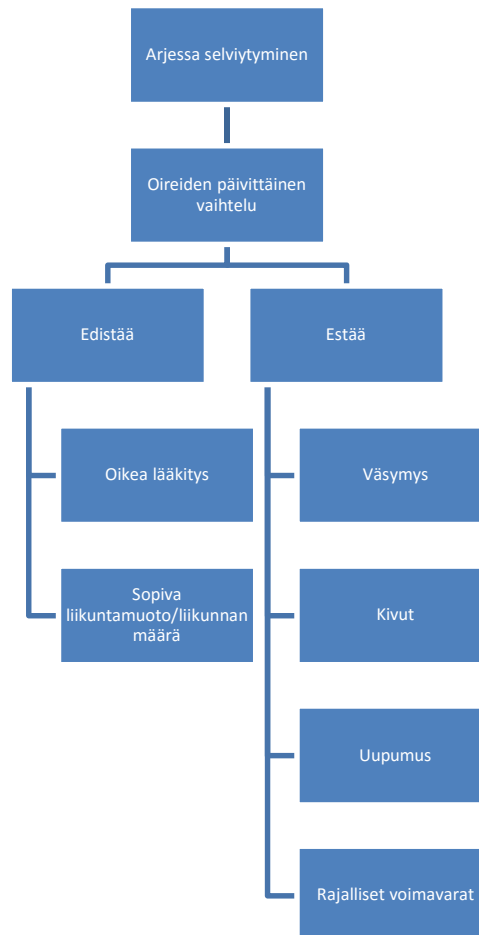 Arjessa selviytyminen
Oireiden päivittäinen
vaihtelu
Edistää
Estää
Oikea lääkitys
Väsymys
Sopiva
liikuntamuoto/liikunnan
määrä
Kivut
Uupumus
Rajalliset voimavarat